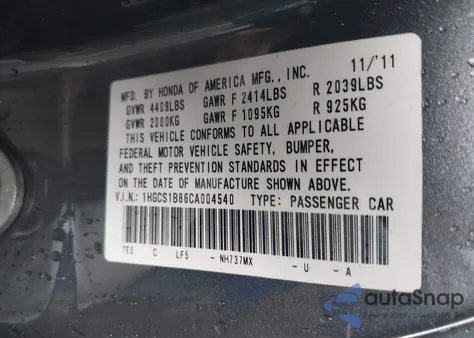 MFD. BY HONDA OF AMERICA MFG., INC. 11/'11
GVWR 4409LBS GAWR F 2414LBS R 2039LBS
GVWR 2000KG GAWR F 1095KG R 925KG
THIS VEHICLE CONFORMS TO ALL APPLICABLE
FEDERAL MOTOR VEHICLE SAFETY, BUMPER,
AND THEFT PREVENTION STANDARDS IN EFFECT
ON THE DATE OF MANUFACTURE SHOWN ABOVE.
V.I.N.: 1HGCS1B86CA004540 TYPE: PASSENGER CAR
TE0 C LF5 -NH737MX -U -A
autoSnap